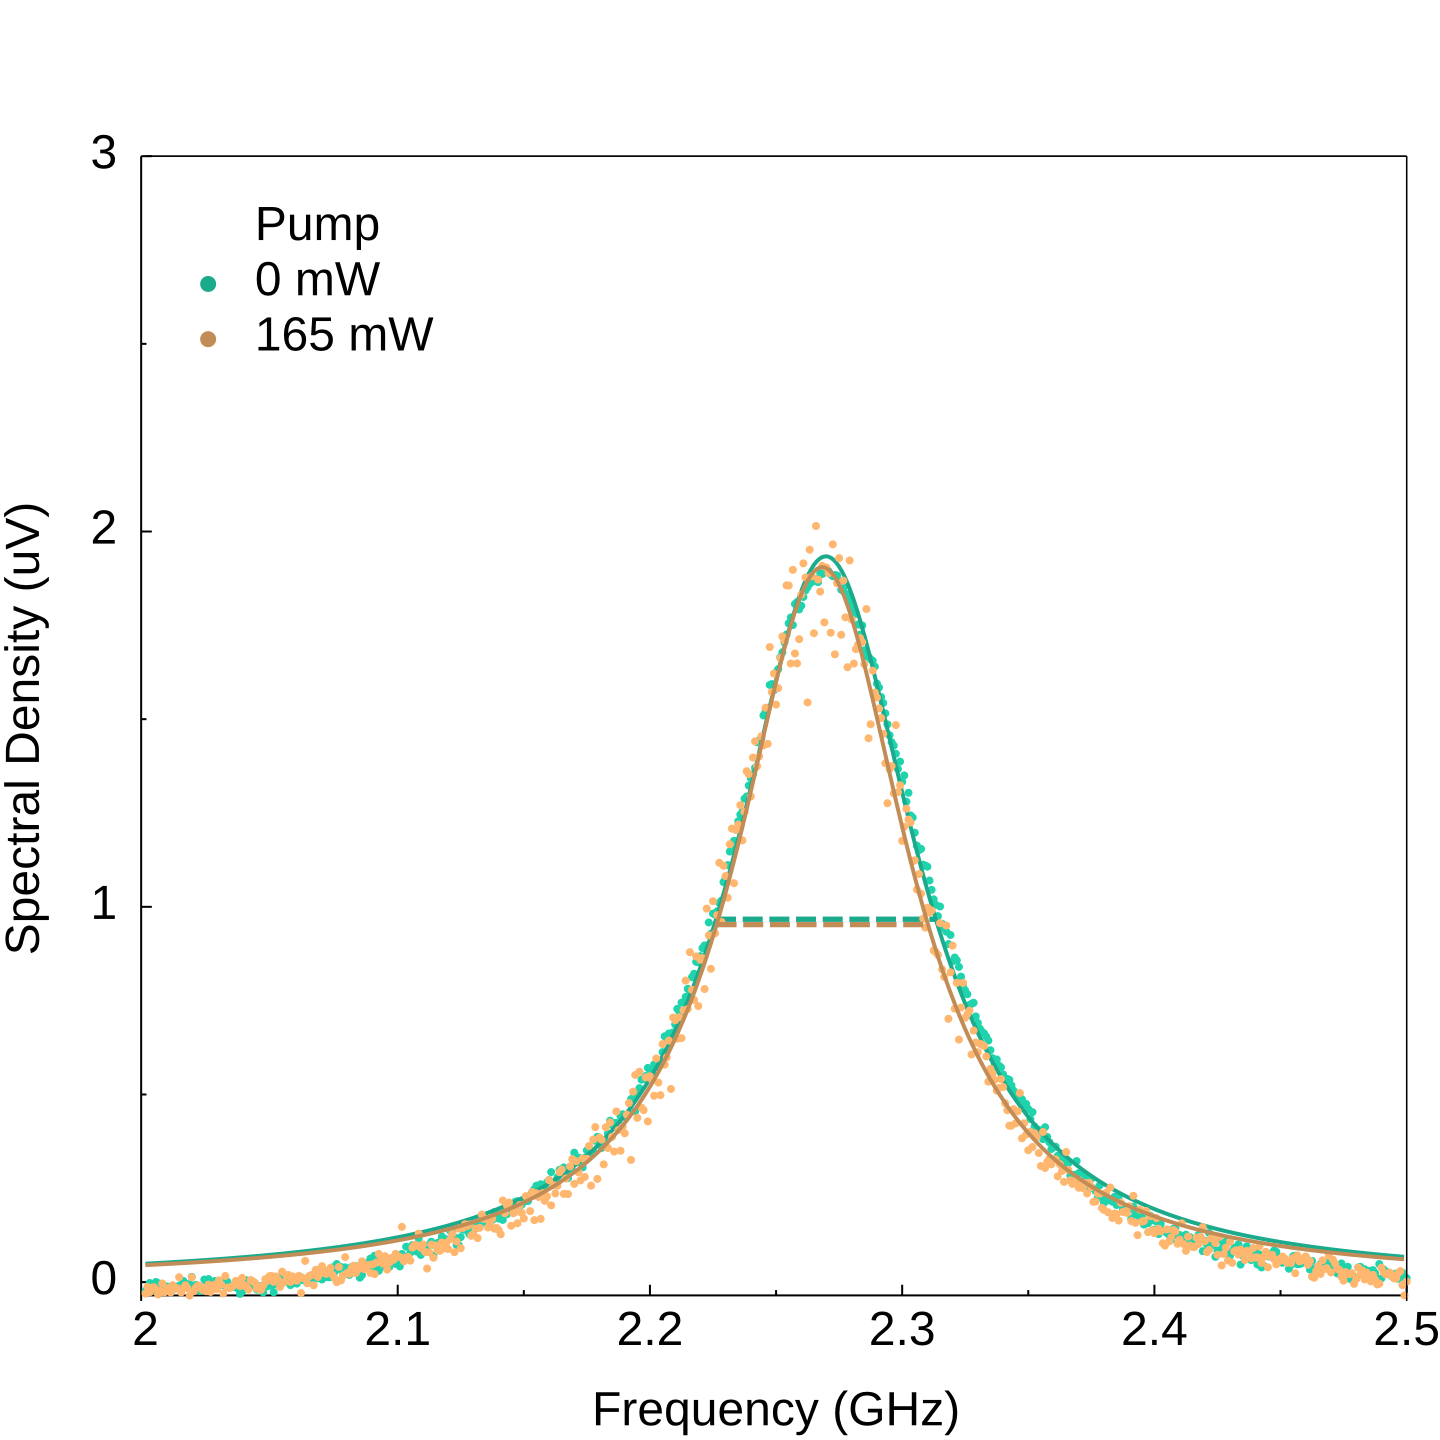 3
Pump
0 mW
165 mW
2
Spectral Density (uV)
1
0
2 2.1 2.2 2.3 2.4 2.5
Frequency (GHz)